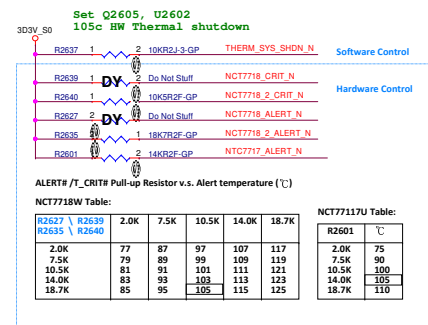 Set Q2605, U2602
105c HW Thermal shutdown
3D3V_S0
R2637 1 2 10KR2J-3-GP THERM_SYS_SHDN_N Software Control
R2639 1 DY 2 Do Not Stuff NCT7718_CRIT_N
R2640 1 2 10K5R2F-GP NCT7718_2_CRIT_N Hardware Control
R2627 2 DY 1 Do Not Stuff NCT7718_ALERT_N
R2635 2 1 18K7R2F-GP NCT7718_2_ALERT_N
R2601 1 2 14KR2F-GP NTC7717_ALERT_N
ALERT# /T_CRIT# Pull-up Resistor v.s. Alert temperature (℃)
NCT7718W Table:
R2627 \ R2639 2.0K 7.5K 10.5K 14.0K 18.7K
R2635 \ R2640
2.0K 77 87 97 107 117
7.5K 79 89 99 109 119
10.5K 81 91 101 111 121
14.0K 83 93 103 113 123
18.7K 85 95 105 115 125
NCT77117U Table:
R2601 ℃
2.0K 75
7.5K 90
10.5K 100
14.0K 105
18.7K 110